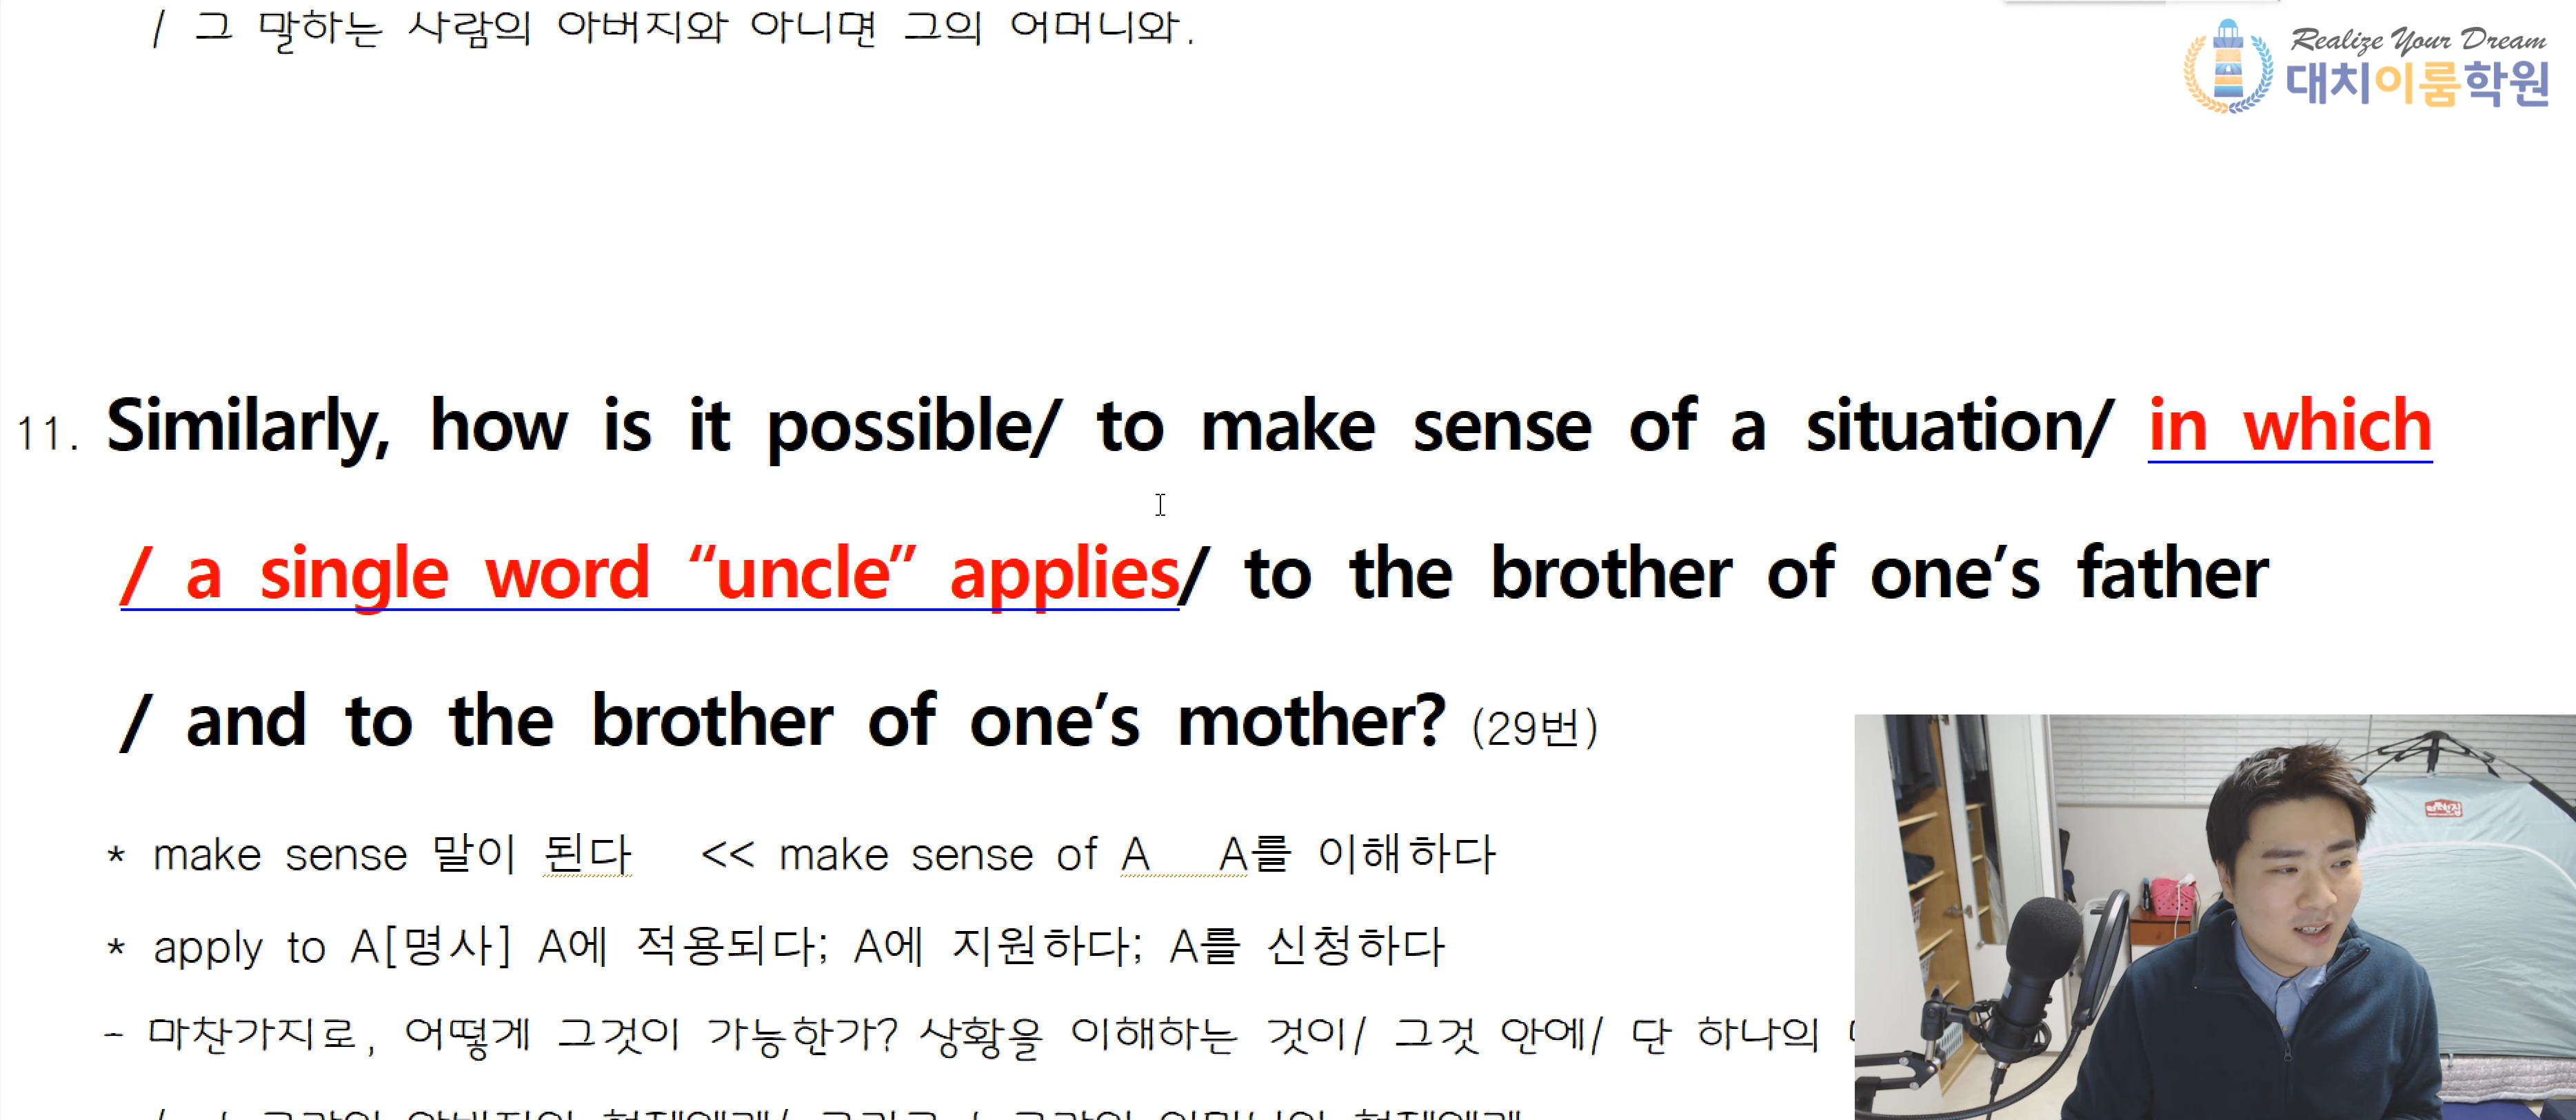 / 그 말하는 사람의 아버지와 아니면 그의 어머니와.
Realize Your Dream
대치이룸학원
11. Similarly, how is it possible/ to make sense of a situation/ in which
/ a single word “uncle” applies/ to the brother of one’s father
/ and to the brother of one’s mother? (29번)
* make sense 말이 된다 << make sense of A A를 이해하다
* apply to A[명사] A에 적용되다; A에 지원하다; A를 신청하다
- 마찬가지로, 어떻게 그것이 가능한가? 상황을 이해하는 것이/ 그것 안에/ 단 하나의